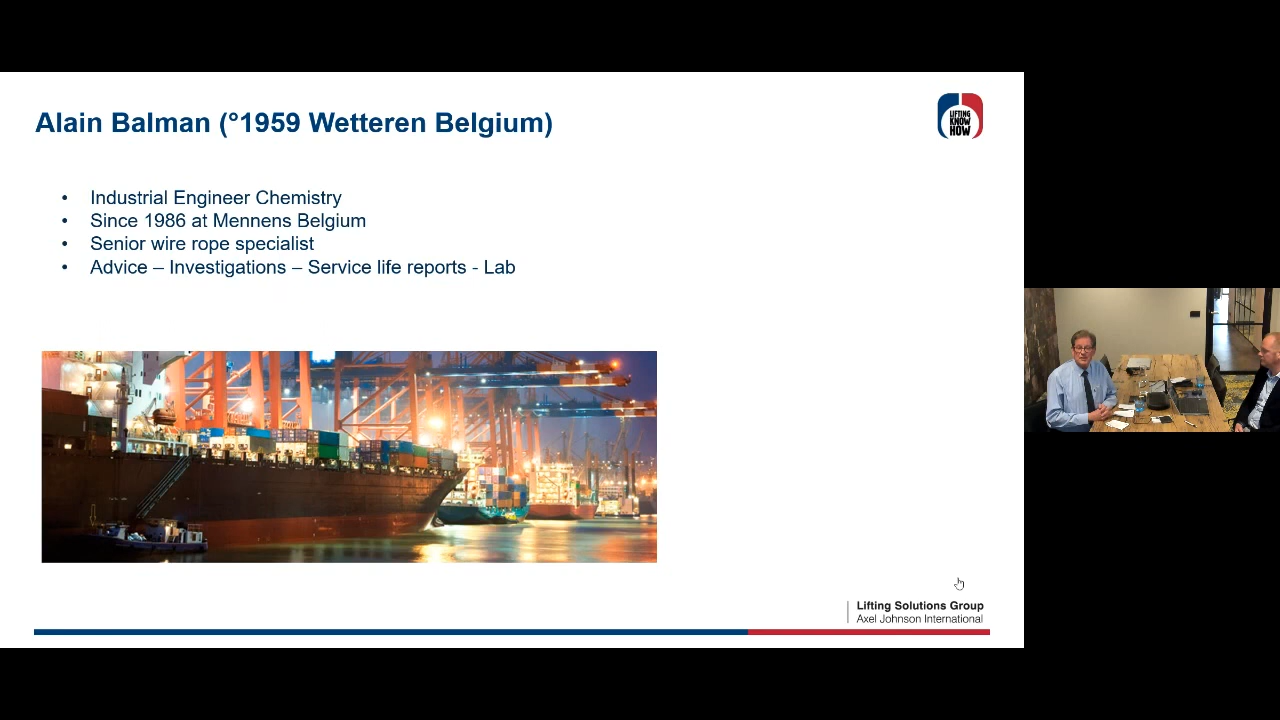 Alain Balman (°1959 Wetteren Belgium)
LIFTING
KNOW
HOW
• Industrial Engineer Chemistry
• Since 1986 at Mennens Belgium
• Senior wire rope specialist
• Advice – Investigations – Service life reports - Lab
Lifting Solutions Group
Axel Johnson International